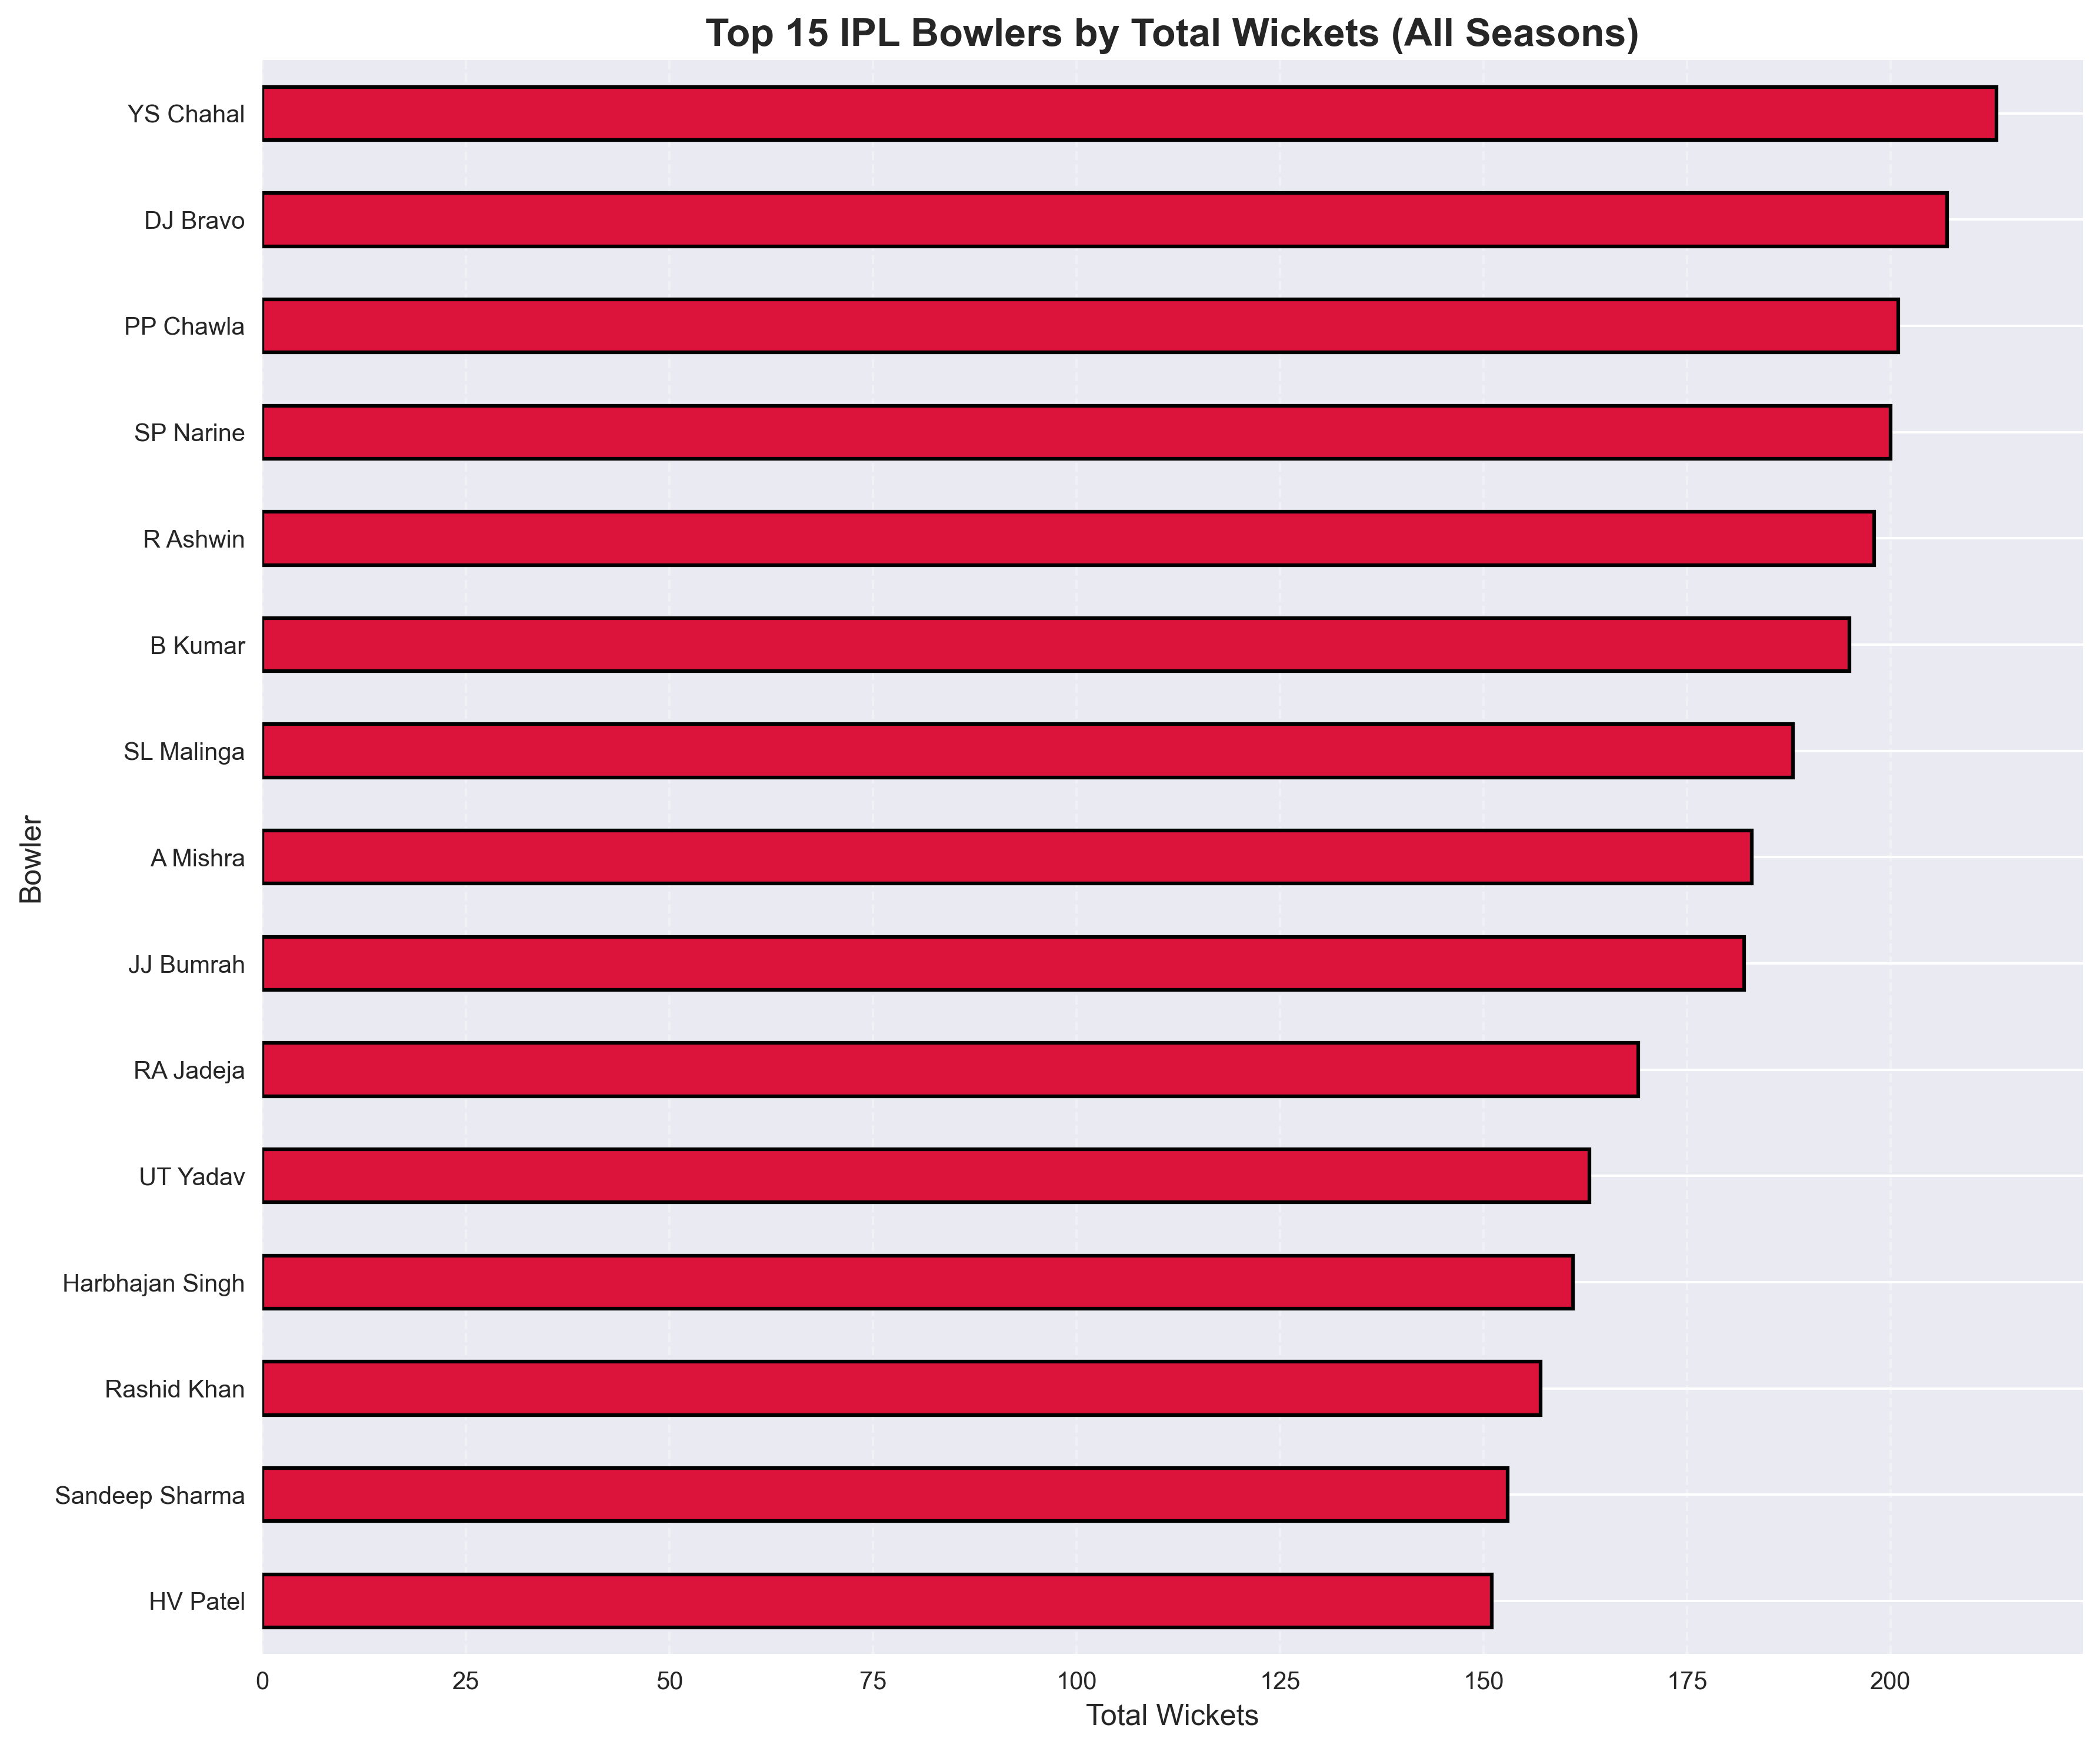 Top 15 IPL Bowlers by Total Wickets (All Seasons)
YS Chahal
DJ Bravo
PP Chawla
SP Narine
R Ashwin
B Kumar
SL Malinga
A Mishra
JJ Bumrah
RA Jadeja
UT Yadav
Harbhajan Singh
Rashid Khan
Sandeep Sharma
HV Patel
Bowler
0 25 50 75 100 125 150 175 200
Total Wickets